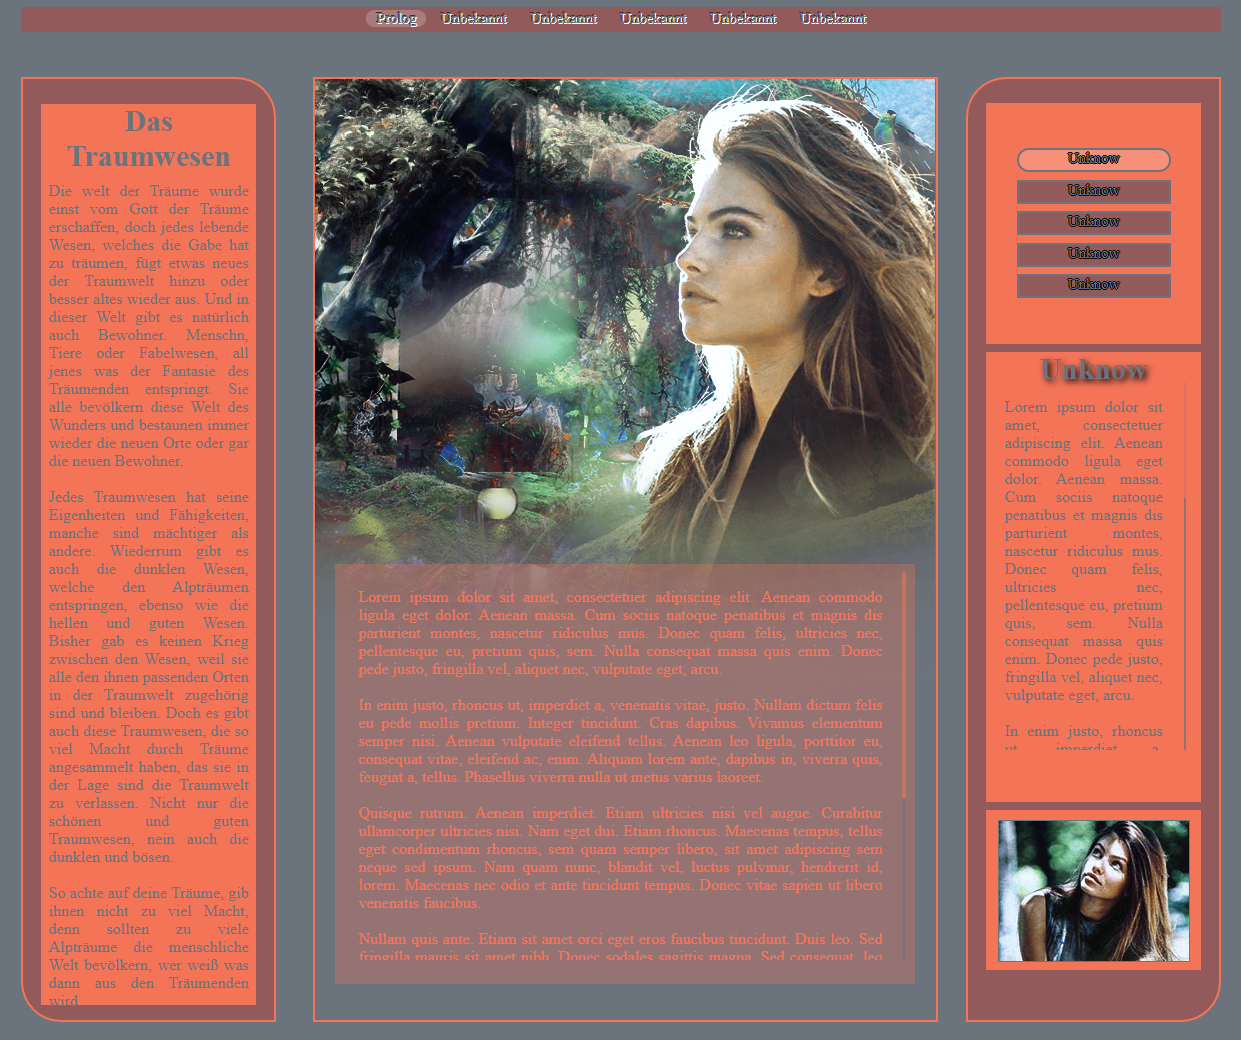 Prolog Unbekannt Unbekannt Unbekannt Unbekannt Unbekannt
Das
Traumwesen
Die welt der Träume wurde
einst vom Gott der Träume
erschaffen, doch jedes lebende
Wesen, welches die Gabe hat
zu träumen, fügt etwas neues
der Traumwelt hinzu oder
besser altes wieder aus. Und in
dieser Welt gibt es natürlich
auch Bewohner. Menschn,
Tiere oder Fabelwesen, all
jenes was der Fantasie des
Träumenden entspringt. Sie
alle bevölkern diese Welt des
Wunders und bestaunen immer
wieder die neuen Orte oder gar
die neuen Bewohner.
Jedes Traumwesen hat seine
Eigenheiten und Fähigkeiten,
manche sind mächtiger als
andere. Wiederrum gibt es
auch die dunklen Wesen,
welche den Alpträumen
entspringen, ebenso wie die
hellen und guten Wesen.
Bisher gab es keinen Krieg
zwischen den Wesen, weil sie
alle den ihnen passenden Orten
in der Traumwelt zugehörig
sind und bleiben. Doch es gibt
auch diese Traumwesen, die so
viel Macht durch Träume
angesammelt haben, das sie in
der Lage sind die Traumwelt
zu verlassen. Nicht nur die
schönen und guten
Traumwesen, nein auch die
dunklen und bösen.
So achte auf deine Träume, gib
ihnen nicht zu viel Macht,
denn sollten zu viele
Alpträume die menschliche
Welt bevölkern, wer weiß was
dann aus den Träumenden
wird
Lorem ipsum dolor sit amet, consectetuer adipiscing elit. Aenean commodo
ligula eget dolor. Aenean massa. Cum sociis natoque penatibus et magnis dis
parturient montes, nascetur ridiculus mus. Donec quam felis, ultricies nec,
pellentesque eu, pretium quis, sem. Nulla consequat massa quis enim. Donec
pede justo, fringilla vel, aliquet nec, vulputate eget, arcu.
In enim justo, rhoncus ut, imperdiet a, venenatis vitae, justo. Nullam dictum felis
eu pede mollis pretium. Integer tincidunt. Cras dapibus. Vivamus elementum
semper nisi. Aenean vulputate eleifend tellus. Aenean leo ligula, porttitor eu,
consequat vitae, eleifend ac, enim. Aliquam lorem ante, dapibus in, viverra quis,
feugiat a, tellus. Phasellus viverra nulla ut metus varius laoreet.
Quisque rutrum. Aenean imperdiet. Etiam ultricies nisi vel augue. Curabitur
ullamcorper ultricies nisi. Nam eget dui. Etiam rhoncus. Maecenas tempus, tellus
eget condimentum rhoncus, sem quam semper libero, sit amet adipiscing sem
neque sed ipsum. Nam quam nunc, blandit vel, luctus pulvinar, hendrerit id,
lorem. Maecenas nec odio et ante tincidunt tempus. Donec vitae sapien ut libero
venenatis faucibus.
Nullam quis ante. Etiam sit amet orci eget eros faucibus tincidunt. Duis leo. Sed
fringilla mauris sit amet nibh. Donec sodales sagittis magna. Sed consequat, leo
Unknow
Unknow
Unknow
Unknow
Unknow
Unknow
Lorem ipsum dolor sit
amet, consectetuer
adipiscing elit. Aenean
commodo ligula eget
dolor. Aenean massa.
Cum sociis natoque
penatibus et magnis dis
parturient montes,
nascetur ridiculus mus.
Donec quam felis,
ultricies nec,
pellentesque eu, pretium
quis, sem. Nulla
consequat massa quis
enim. Donec pede justo,
fringilla vel, aliquet nec,
vulputate eget, arcu.
In enim justo, rhoncus
ut, imperdiet a,